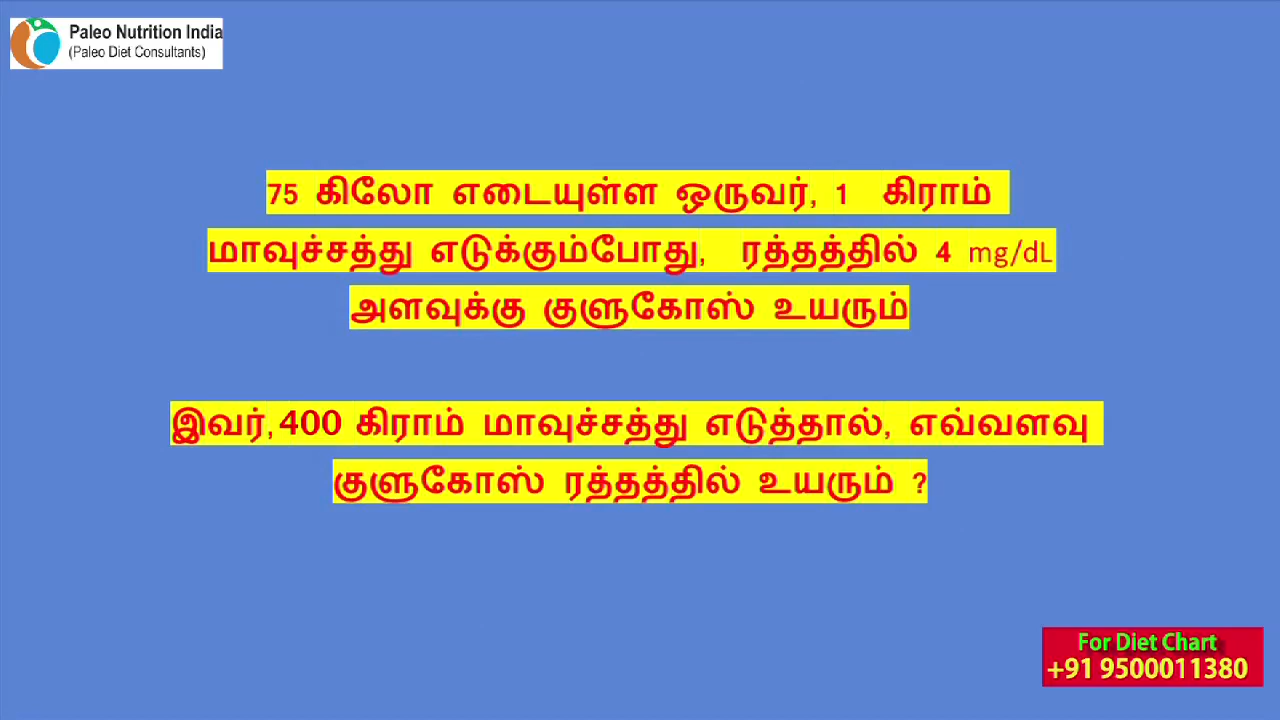 Paleo Nutrition India
(Paleo Diet Consultants)
75 கிலோ எடையுள்ள ஒருவர், 1 கிராம்
மாவுச்சத்து எடுக்கும்போது, ரத்தத்தில் 4 mg/dL
அளவுக்கு குளுகோஸ் உயரும்
இவர், 400 கிராம் மாவுச்சத்து எடுத்தால், எவ்வளவு
குளுகோஸ் ரத்தத்தில் உயரும் ?
For Diet Chart
+91 9500011380